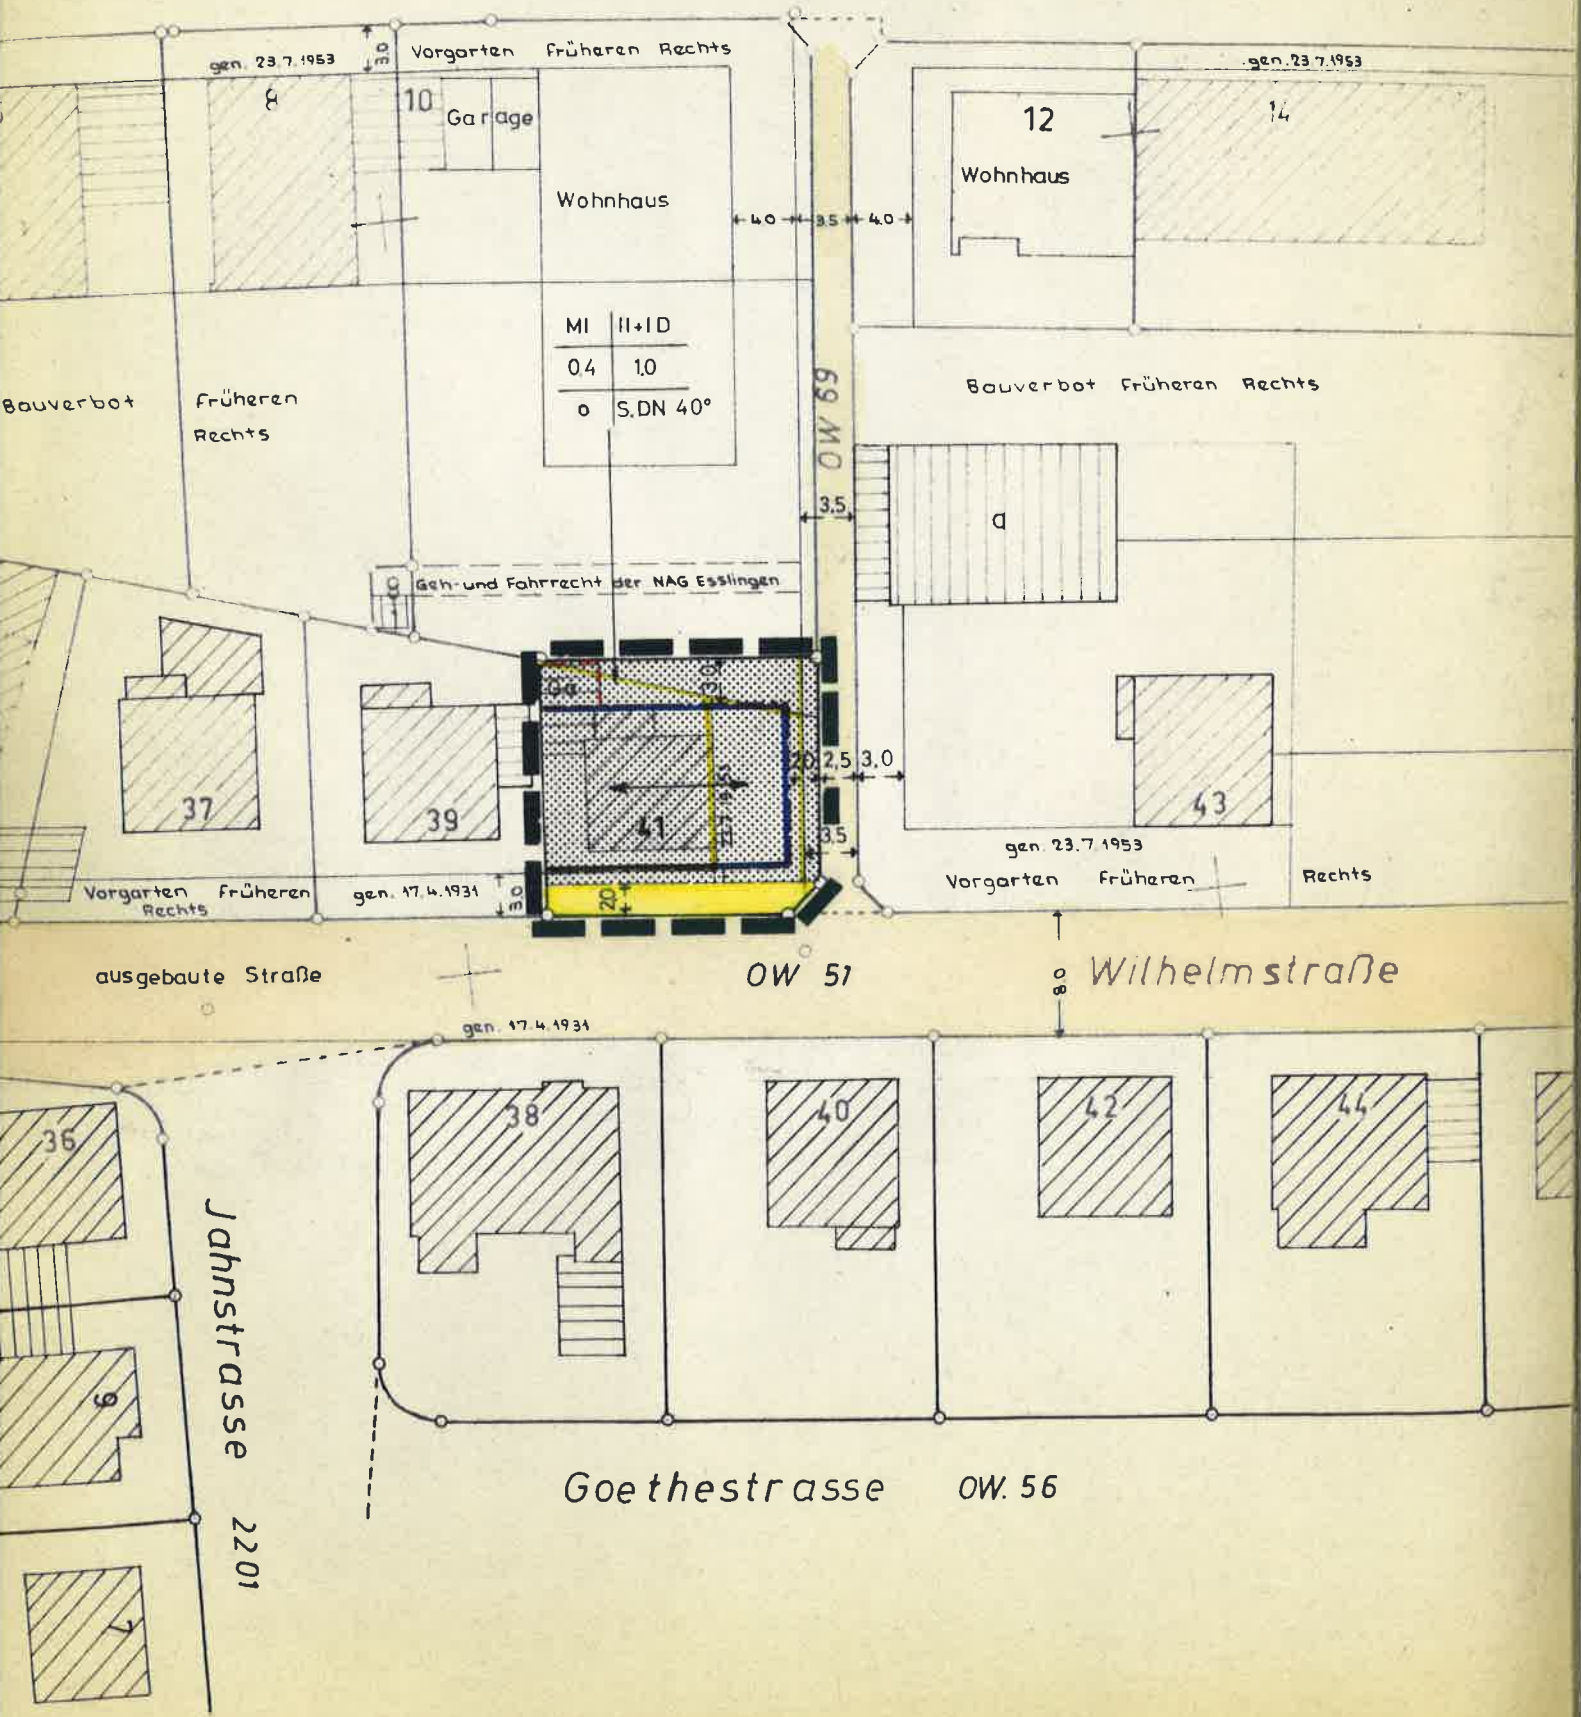 gen. 23.7.1953
3.0
Vorgarten Früheren Rechts
gen. 23.7.1953
8
10
Garage
12
14
Wohnhaus
Wohnhaus
4.0
3.5
4.0
MI II+ID
0.4 1.0
o S.DN 40°
OW 69
Bauverbot Früheren
Rechts
Bauverbot Früheren Rechts
3.5
a
Geh- und Fahrrecht der NAG Esslingen
Ga
3.0
2.0 2,5 3,0
37
39
41
43
3.5
gen. 23.7.1953
Vorgarten Früheren
Rechts
gen. 17.4.1931
3.0
2.0
Vorgarten Früheren Rechts
ausgebaute Straße
OW 51
8.0
Wilhelmstraße
gen. 17.4.1931
36
38
40
42
44
Jahnstrasse 2201
9
Goethestrasse OW. 56
7